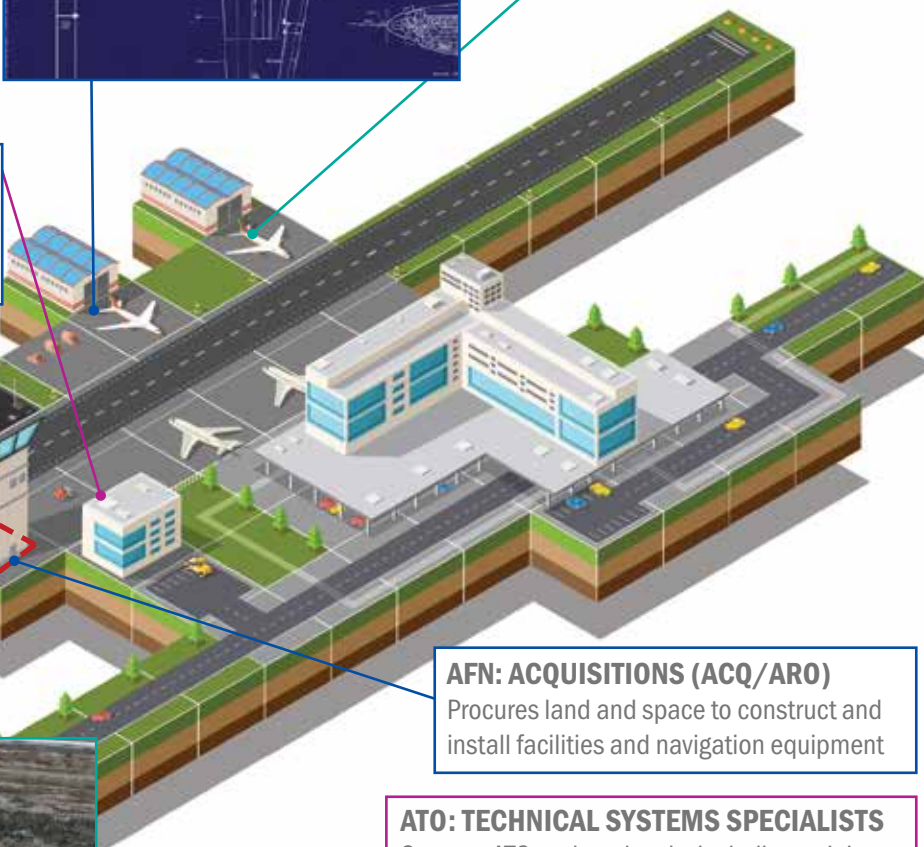 AFN: ACQUISITIONS (ACQ/ARO)
Procures land and space to construct and
install facilities and navigation equipment
ATO: TECHNICAL SYSTEMS SPECIALISTS